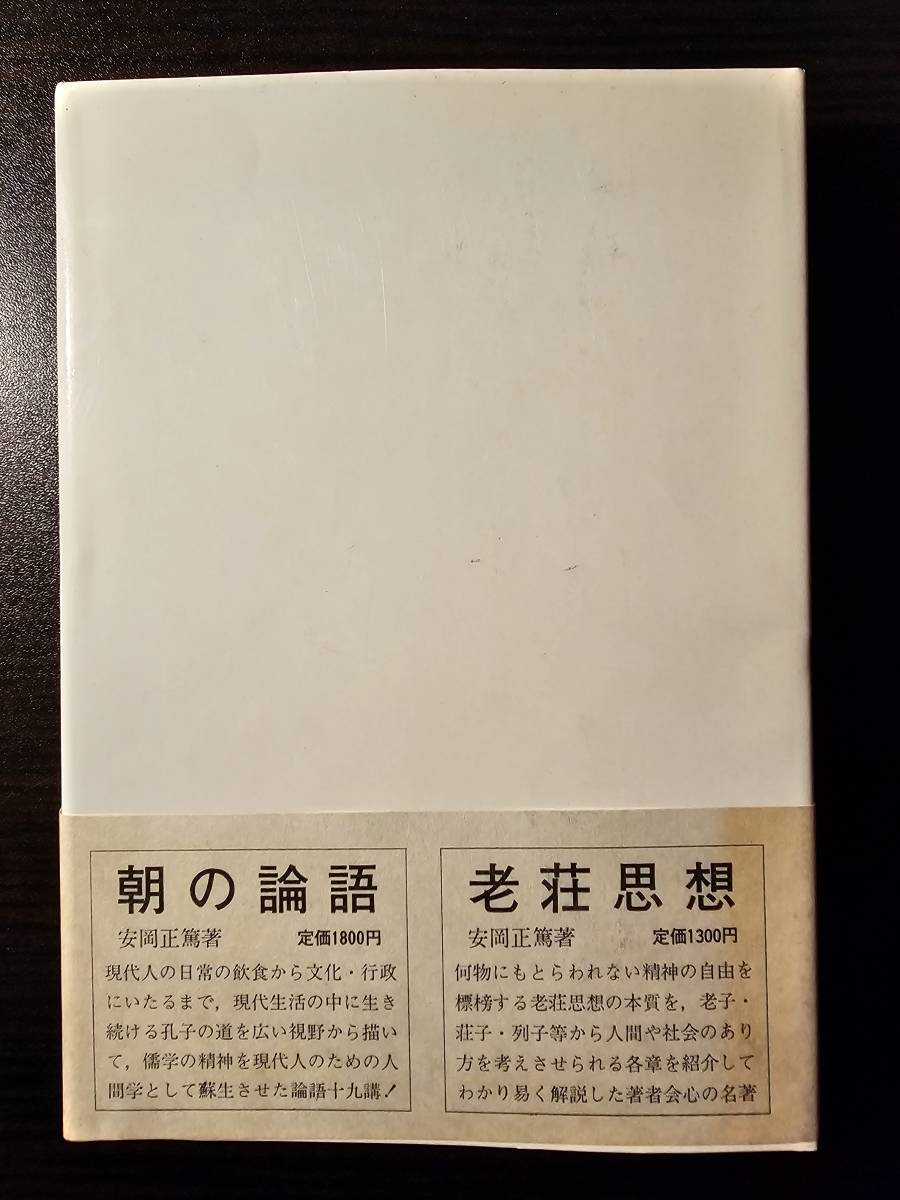 朝の論語
安岡正篤著 定価1800円
現代人の日常の飲食から文化・行政
にいたるまで，現代生活の中に生き
続ける孔子の道を広い視野から描い
て，儒学の精神を現代人のための人
間学として蘇生させた論語十九講！
老荘思想
安岡正篤著 定価1300円
何物にもとらわれない精神の自由を
標榜する老荘思想の本質を，老子・
荘子・列子等から人間や社会のあり
方を考えさせられる各章を紹介して
わかり易く解説した著者会心の名著